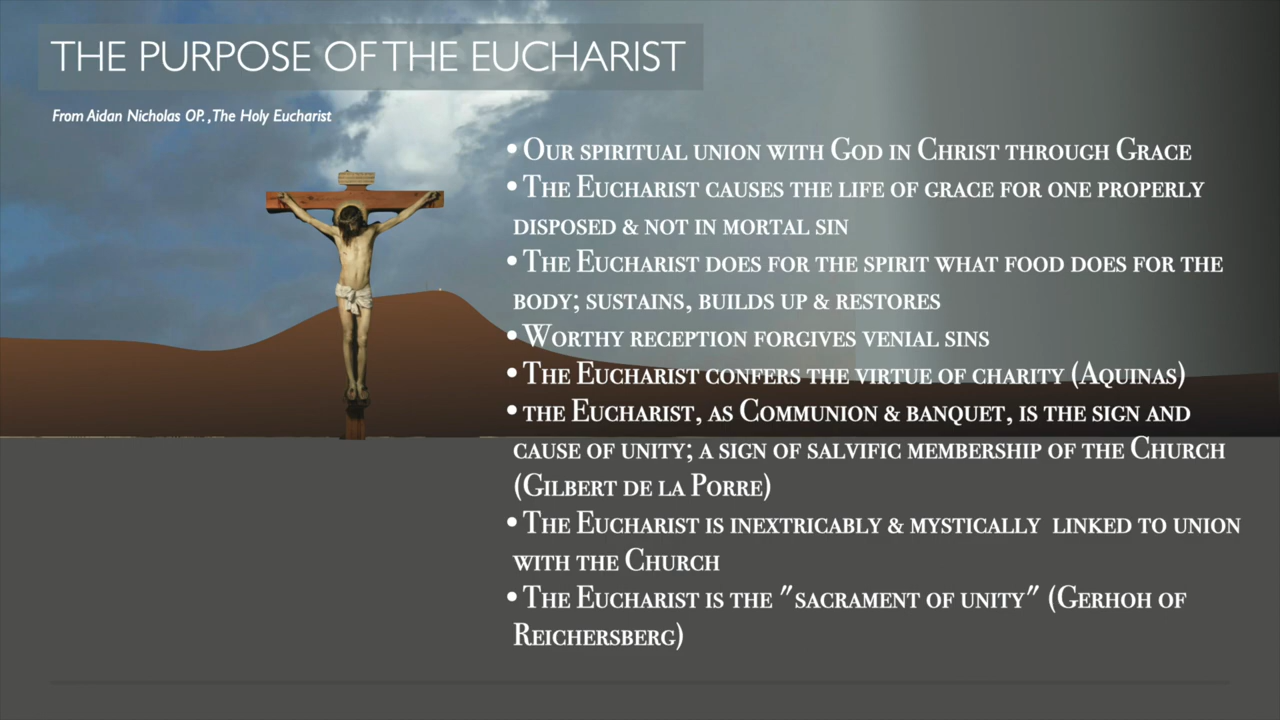 THE PURPOSE OF THE EUCHARIST
From Aidan Nicholas OP. , The Holy Eucharist
• Our spiritual union with God in Christ through Grace
• The Eucharist causes the life of grace for one properly
disposed & not in mortal sin
• The Eucharist does for the spirit what food does for the
body; sustains, builds up & restores
• Worthy reception forgives venial sins
• The Eucharist confers the virtue of charity (Aquinas)
• the Eucharist, as Communion & banquet, is the sign and
cause of unity; a sign of salvific membership of the Church
(Gilbert de la Porre)
• The Eucharist is inextricably & mystically linked to union
with the Church
• The Eucharist is the "sacrament of unity" (Gerhoh of
Reichersberg)